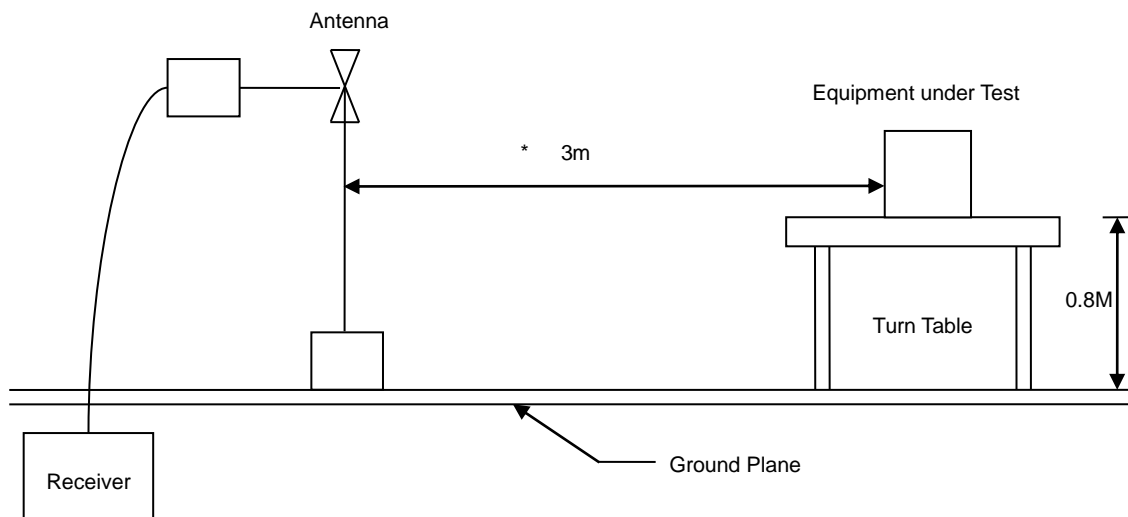 Antenna
Equipment under Test
* 3m
0.8M
Turn Table
Ground Plane
Receiver